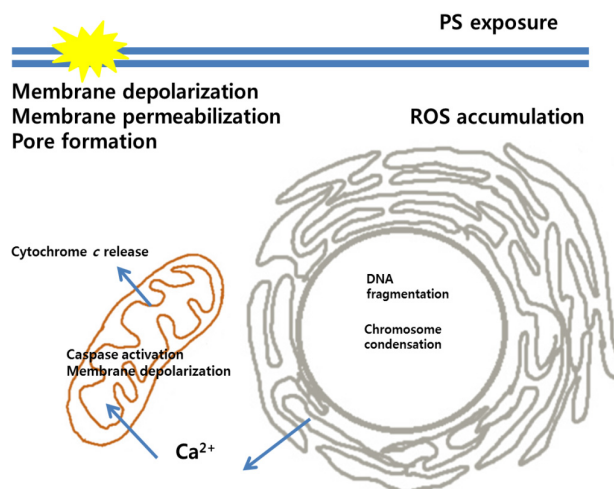 PS exposure
Membrane depolarization
Membrane permeabilization
Pore formation
ROS accumulation
Cytochrome c release
DNA
fragmentation
Chromosome
condensation
Caspase activation
Membrane depolarization
Ca²⁺